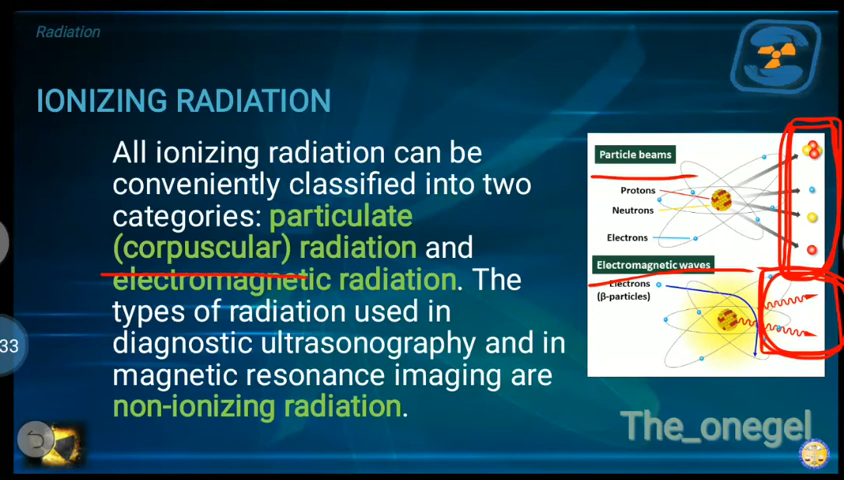 Radiation
IONIZING RADIATION
All ionizing radiation can be
conveniently classified into two
categories: particulate
(corpuscular) radiation and
electromagnetic radiation. The
types of radiation used in
diagnostic ultrasonography and in
magnetic resonance imaging are
non-ionizing radiation.
Particle beams
Protons
Neutrons
Electrons
Electromagnetic waves
Electrons
(β-particles)
33
The_onegel